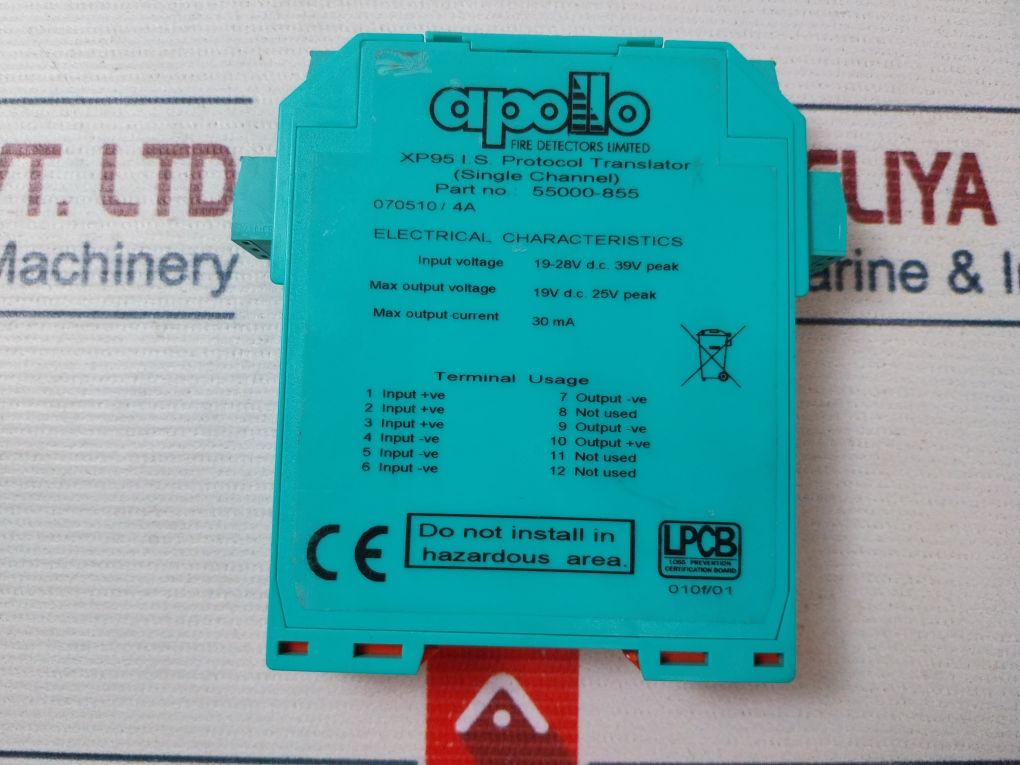 apollo
FIRE DETECTORS LIMITED
XP95 I.S. Protocol Translator
(Single Channel)
Part no.: 55000-855
070510 / 4A
ELECTRICAL CHARACTERISTICS
Input voltage 19-28V d.c. 39V peak
Max output voltage 19V d.c. 25V peak
Max output current 30 mA
Terminal Usage
1 Input +ve
2 Input +ve
3 Input +ve
4 Input -ve
5 Input -ve
6 Input -ve
7 Output -ve
8 Not used
9 Output -ve
10 Output +ve
11 Not used
12 Not used
CE
Do not install in
hazardous area.
LPCB
LOSS PREVENTION
CERTIFICATION BOARD
010f/01
VT. LTD
Machinery
ELIYA
arine & In